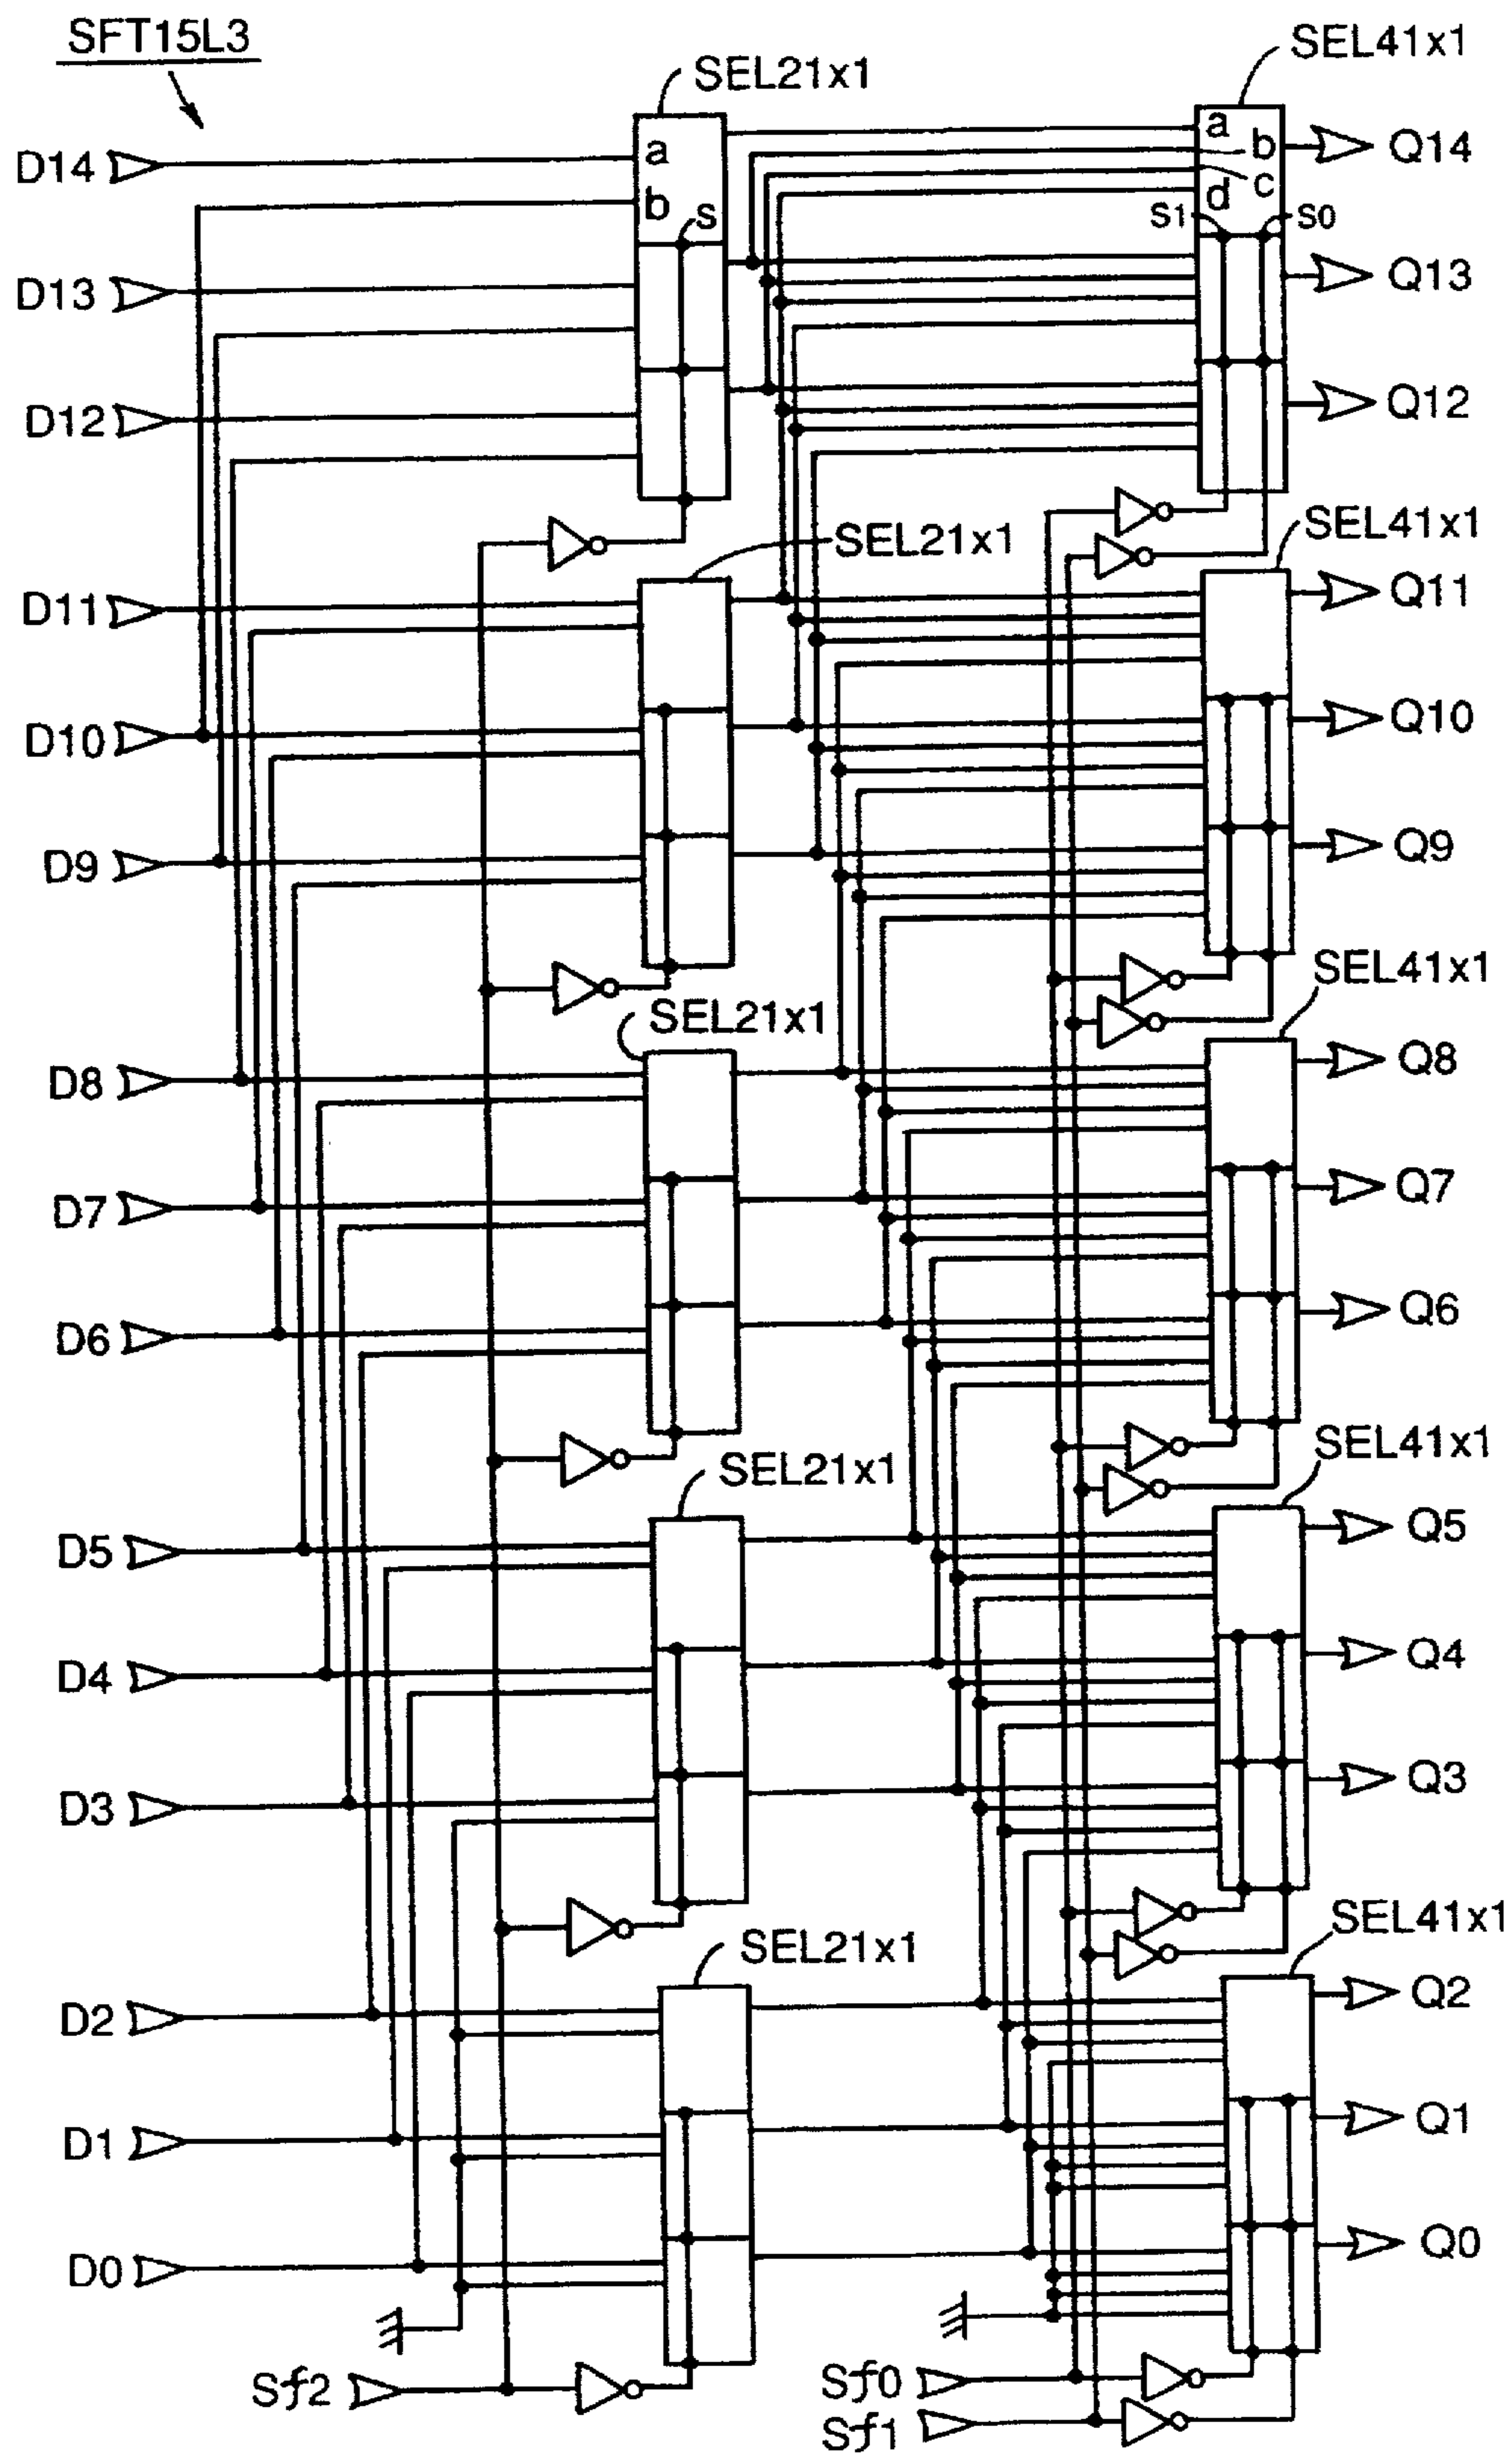 SFT15L3
SEL21x1
SEL41x1
D14
a
a
b
Q14
b
c
d
s
s1
s0
D13
Q13
D12
Q12
SEL21x1
SEL41x1
D11
Q11
D10
Q10
D9
Q9
SEL21x1
SEL41x1
D8
Q8
D7
Q7
D6
Q6
SEL21x1
SEL41x1
D5
Q5
D4
Q4
D3
Q3
SEL21x1
SEL41x1
D2
Q2
D1
Q1
D0
Q0
Sf2
Sf0
Sf1